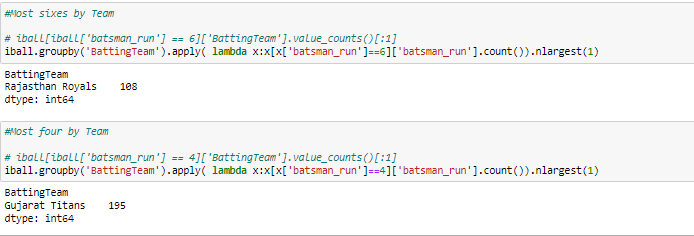 #Most sixes by Team
# iball[iball['batsman_run'] == 6]['BattingTeam'].value_counts()[:1]
iball.groupby('BattingTeam').apply( lambda x:x[x['batsman_run']==6]['batsman_run'].count()).nlargest(1)
BattingTeam
Rajasthan Royals    108
dtype: int64
#Most four by Team
# iball[iball['batsman_run'] == 4]['BattingTeam'].value_counts()[:1]
iball.groupby('BattingTeam').apply( lambda x:x[x['batsman_run']==4]['batsman_run'].count()).nlargest(1)
BattingTeam
Gujarat Titans    195
dtype: int64